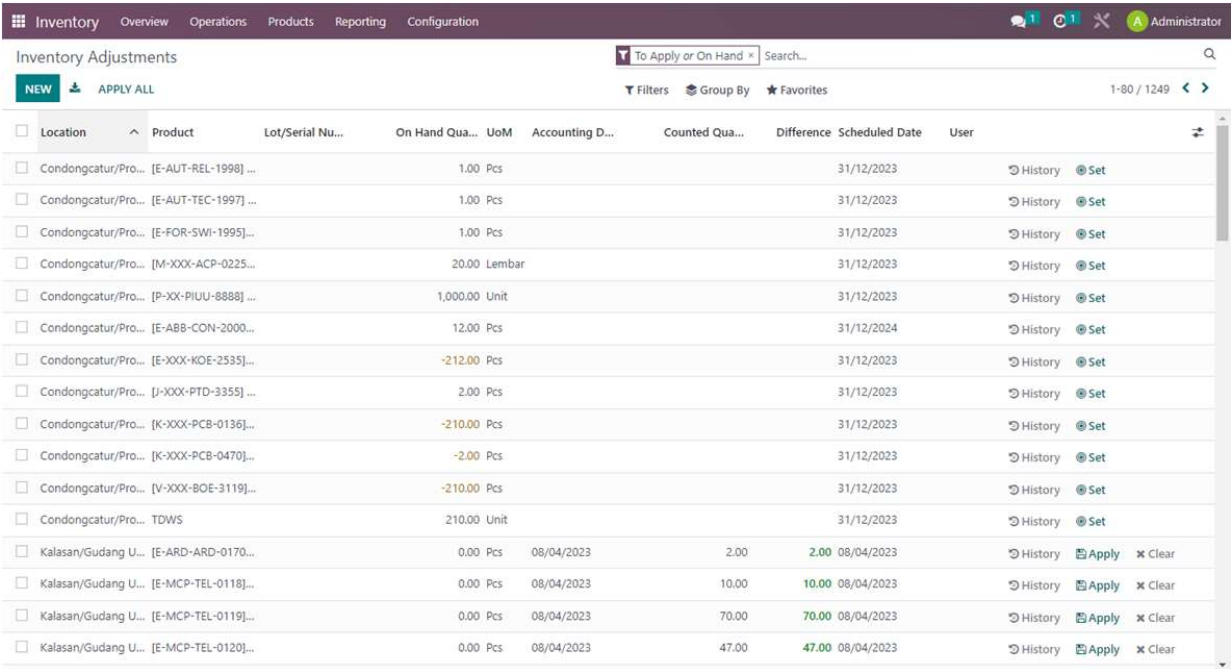 Inventory Overview Operations Products Reporting Configuration 1 1 A Administrator
Inventory Adjustments To Apply or On Hand × Search...
NEW APPLY ALL Filters Group By Favorites 1-80 / 1249
Location Product Lot/Serial Nu... On Hand Qua... UoM Accounting D... Counted Qua... Difference Scheduled Date User
Condongcatur/Pro... [E-AUT-REL-1998] ... 1.00 Pcs 31/12/2023 History Set
Condongcatur/Pro... [E-AUT-TEC-1997] ... 1.00 Pcs 31/12/2023 History Set
Condongcatur/Pro... [E-FOR-SWI-1995]... 1.00 Pcs 31/12/2023 History Set
Condongcatur/Pro... [M-XXX-ACP-0225... 20.00 Lembar 31/12/2023 History Set
Condongcatur/Pro... [P-XX-PIUU-8888] ... 1,000.00 Unit 31/12/2023 History Set
Condongcatur/Pro... [E-ABB-CON-2000... 12.00 Pcs 31/12/2024 History Set
Condongcatur/Pro... [E-XXX-KOE-2535]... -212.00 Pcs 31/12/2023 History Set
Condongcatur/Pro... [J-XXX-PTD-3355] ... 2.00 Pcs 31/12/2023 History Set
Condongcatur/Pro... [K-XXX-PCB-0136]... -210.00 Pcs 31/12/2023 History Set
Condongcatur/Pro... [K-XXX-PCB-0470]... -2.00 Pcs 31/12/2023 History Set
Condongcatur/Pro... [V-XXX-BOE-3119]... -210.00 Pcs 31/12/2023 History Set
Condongcatur/Pro... TDWS 210.00 Unit 31/12/2023 History Set
Kalasan/Gudang U... [E-ARD-ARD-0170... 0.00 Pcs 08/04/2023 2.00 2.00 08/04/2023 History Apply Clear
Kalasan/Gudang U... [E-MCP-TEL-0118]... 0.00 Pcs 08/04/2023 10.00 10.00 08/04/2023 History Apply Clear
Kalasan/Gudang U... [E-MCP-TEL-0119]... 0.00 Pcs 08/04/2023 70.00 70.00 08/04/2023 History Apply Clear
Kalasan/Gudang U... [E-MCP-TEL-0120]... 0.00 Pcs 08/04/2023 47.00 47.00 08/04/2023 History Apply Clear